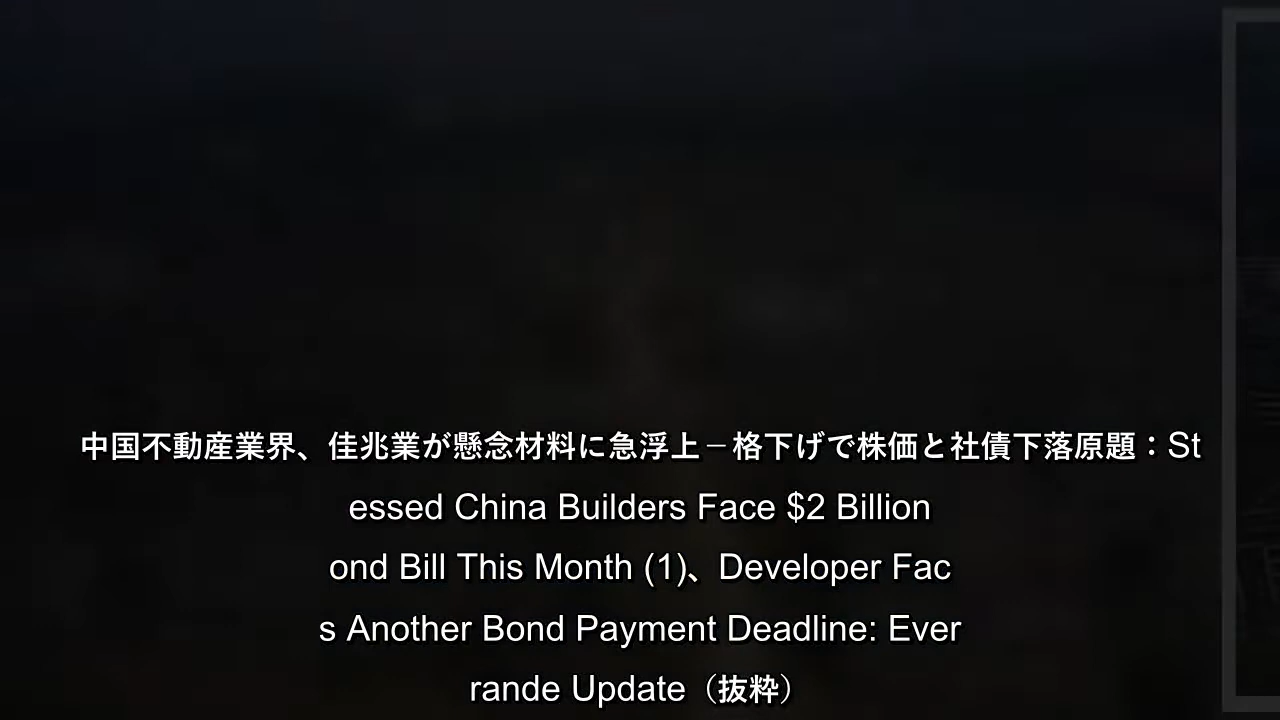 中国不動産業界、佳兆業が懸念材料に急浮上－格下げで株価と社債下落原題：St
essed China Builders Face $2 Billion
ond Bill This Month (1)、Developer Fac
s Another Bond Payment Deadline: Ever
rande Update（抜粋）